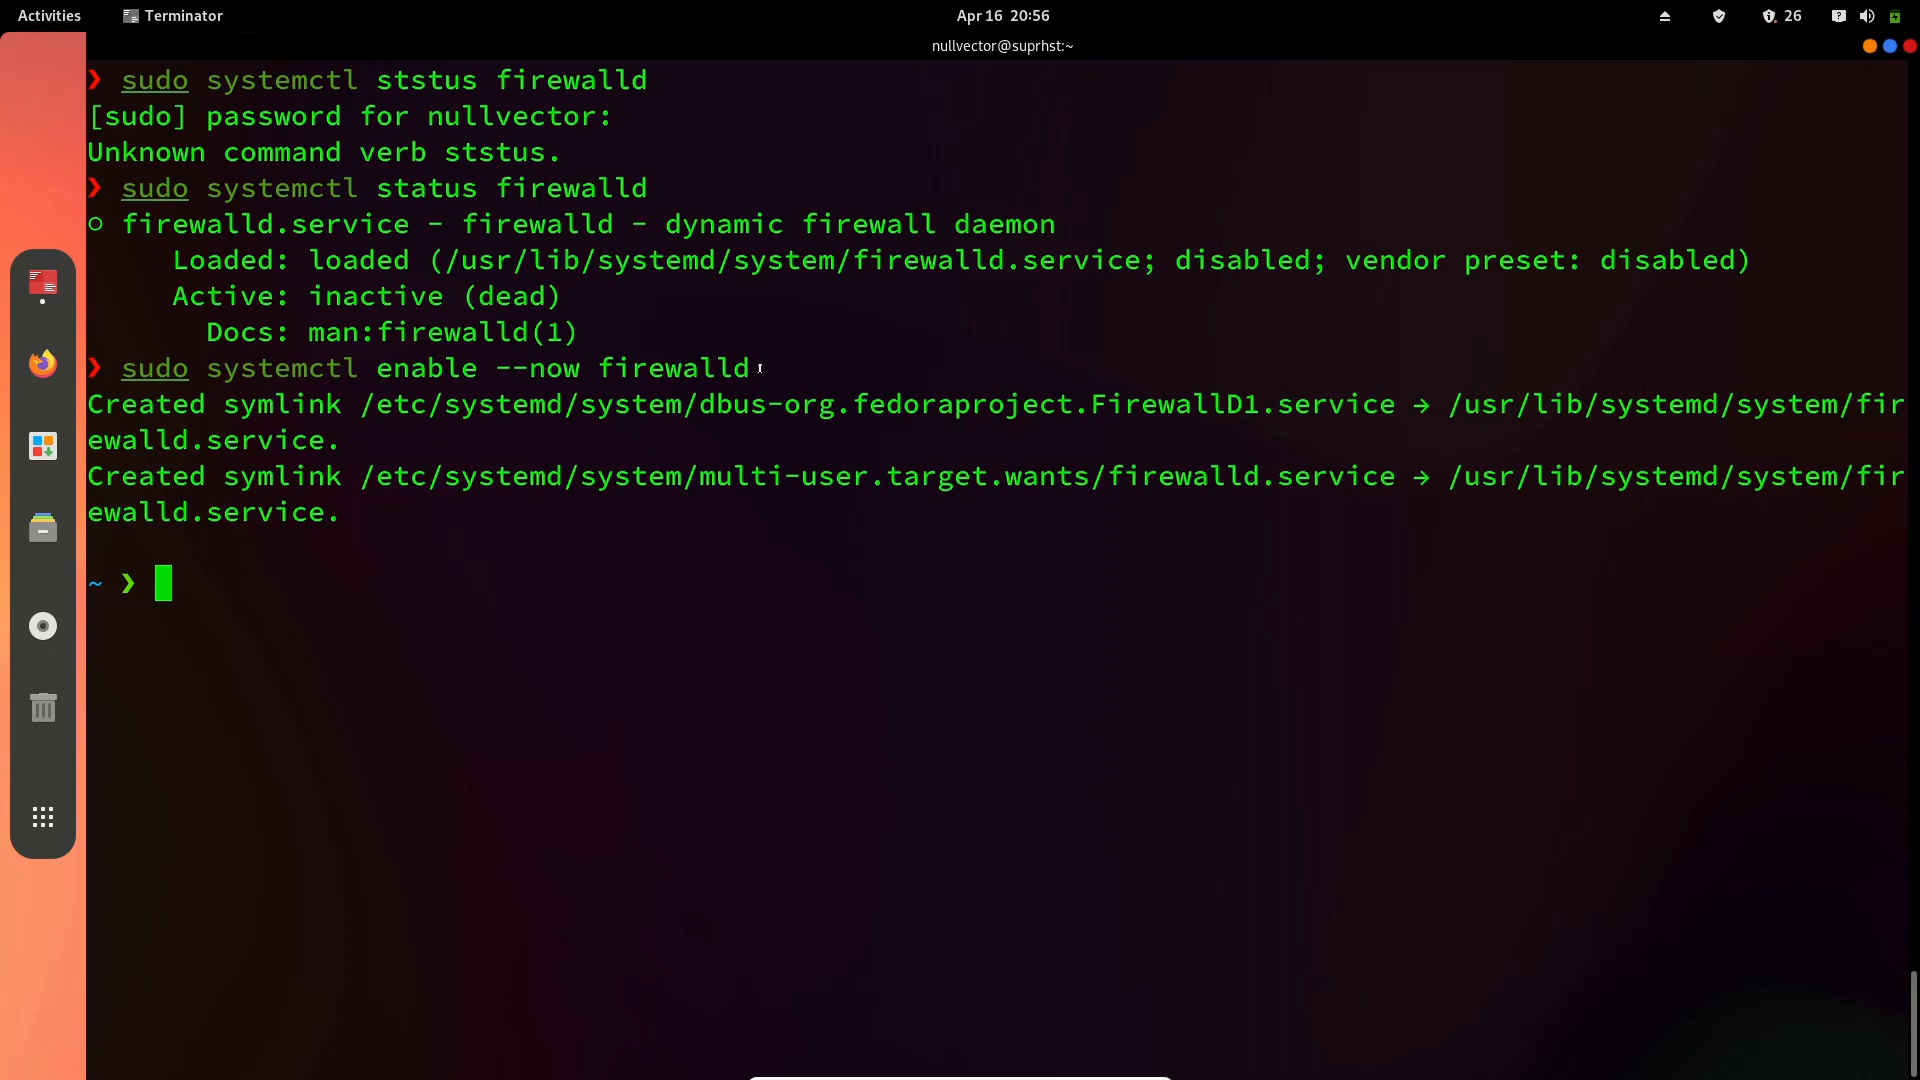 Activities Terminator Apr 16 20:56 26
nullvector@suprhst:~
❯ sudo systemctl ststus firewalld
[sudo] password for nullvector:
Unknown command verb ststus.
❯ sudo systemctl status firewalld
○ firewalld.service - firewalld - dynamic firewall daemon
     Loaded: loaded (/usr/lib/systemd/system/firewalld.service; disabled; vendor preset: disabled)
     Active: inactive (dead)
       Docs: man:firewalld(1)
❯ sudo systemctl enable --now firewalld
Created symlink /etc/systemd/system/dbus-org.fedoraproject.FirewallD1.service → /usr/lib/systemd/system/fir
ewalld.service.
Created symlink /etc/systemd/system/multi-user.target.wants/firewalld.service → /usr/lib/systemd/system/fir
ewalld.service.
~ ❯